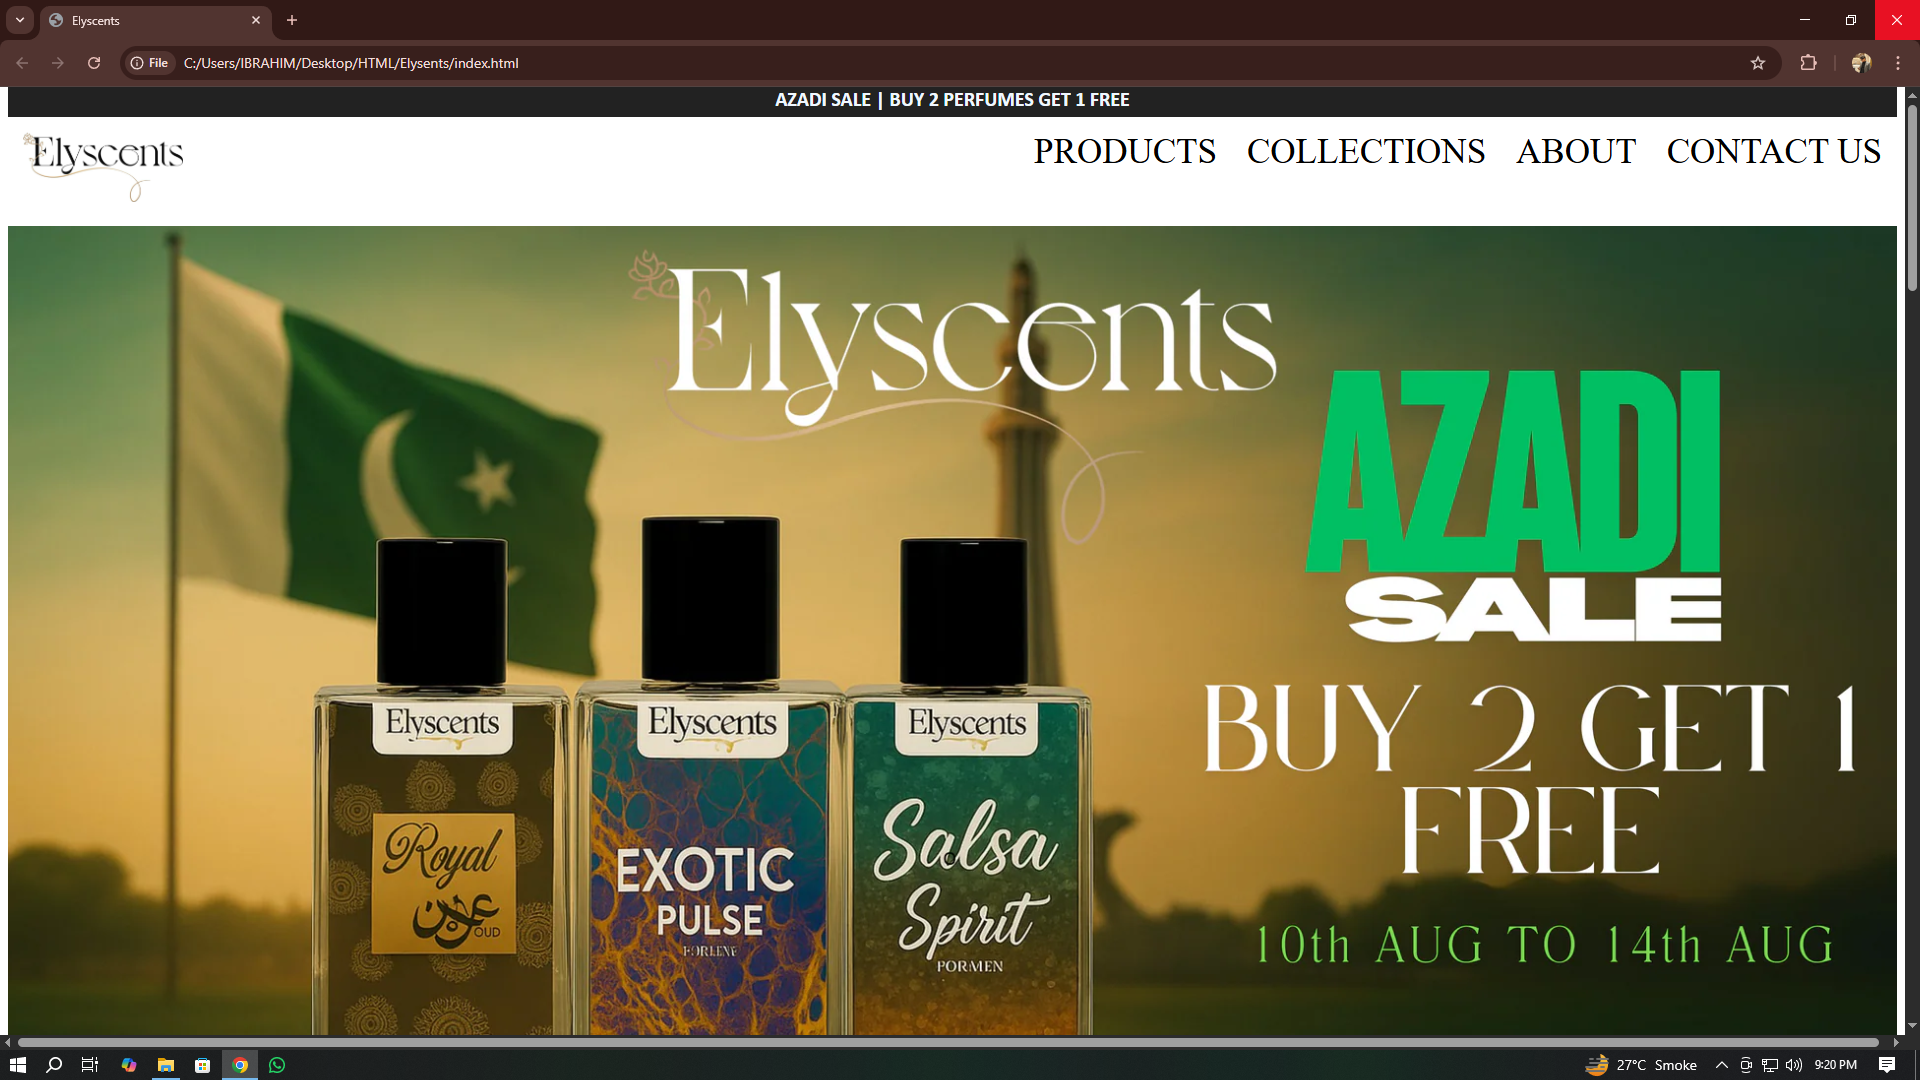 Elyscents
File
C:/Users/IBRAHIM/Desktop/HTML/Elysents/index.html
AZADI SALE | BUY 2 PERFUMES GET 1 FREE
Elyscents
PRODUCTS COLLECTIONS ABOUT CONTACT US
Elyscents
AZADI
SALE
BUY 2 GET 1
FREE
10th AUG TO 14th AUG
Elyscents
Royal
عود
OUD
Elyscents
EXOTIC
PULSE
Elyscents
Salsa
Spirit
PORMEN
27°C Smoke
9:20 PM